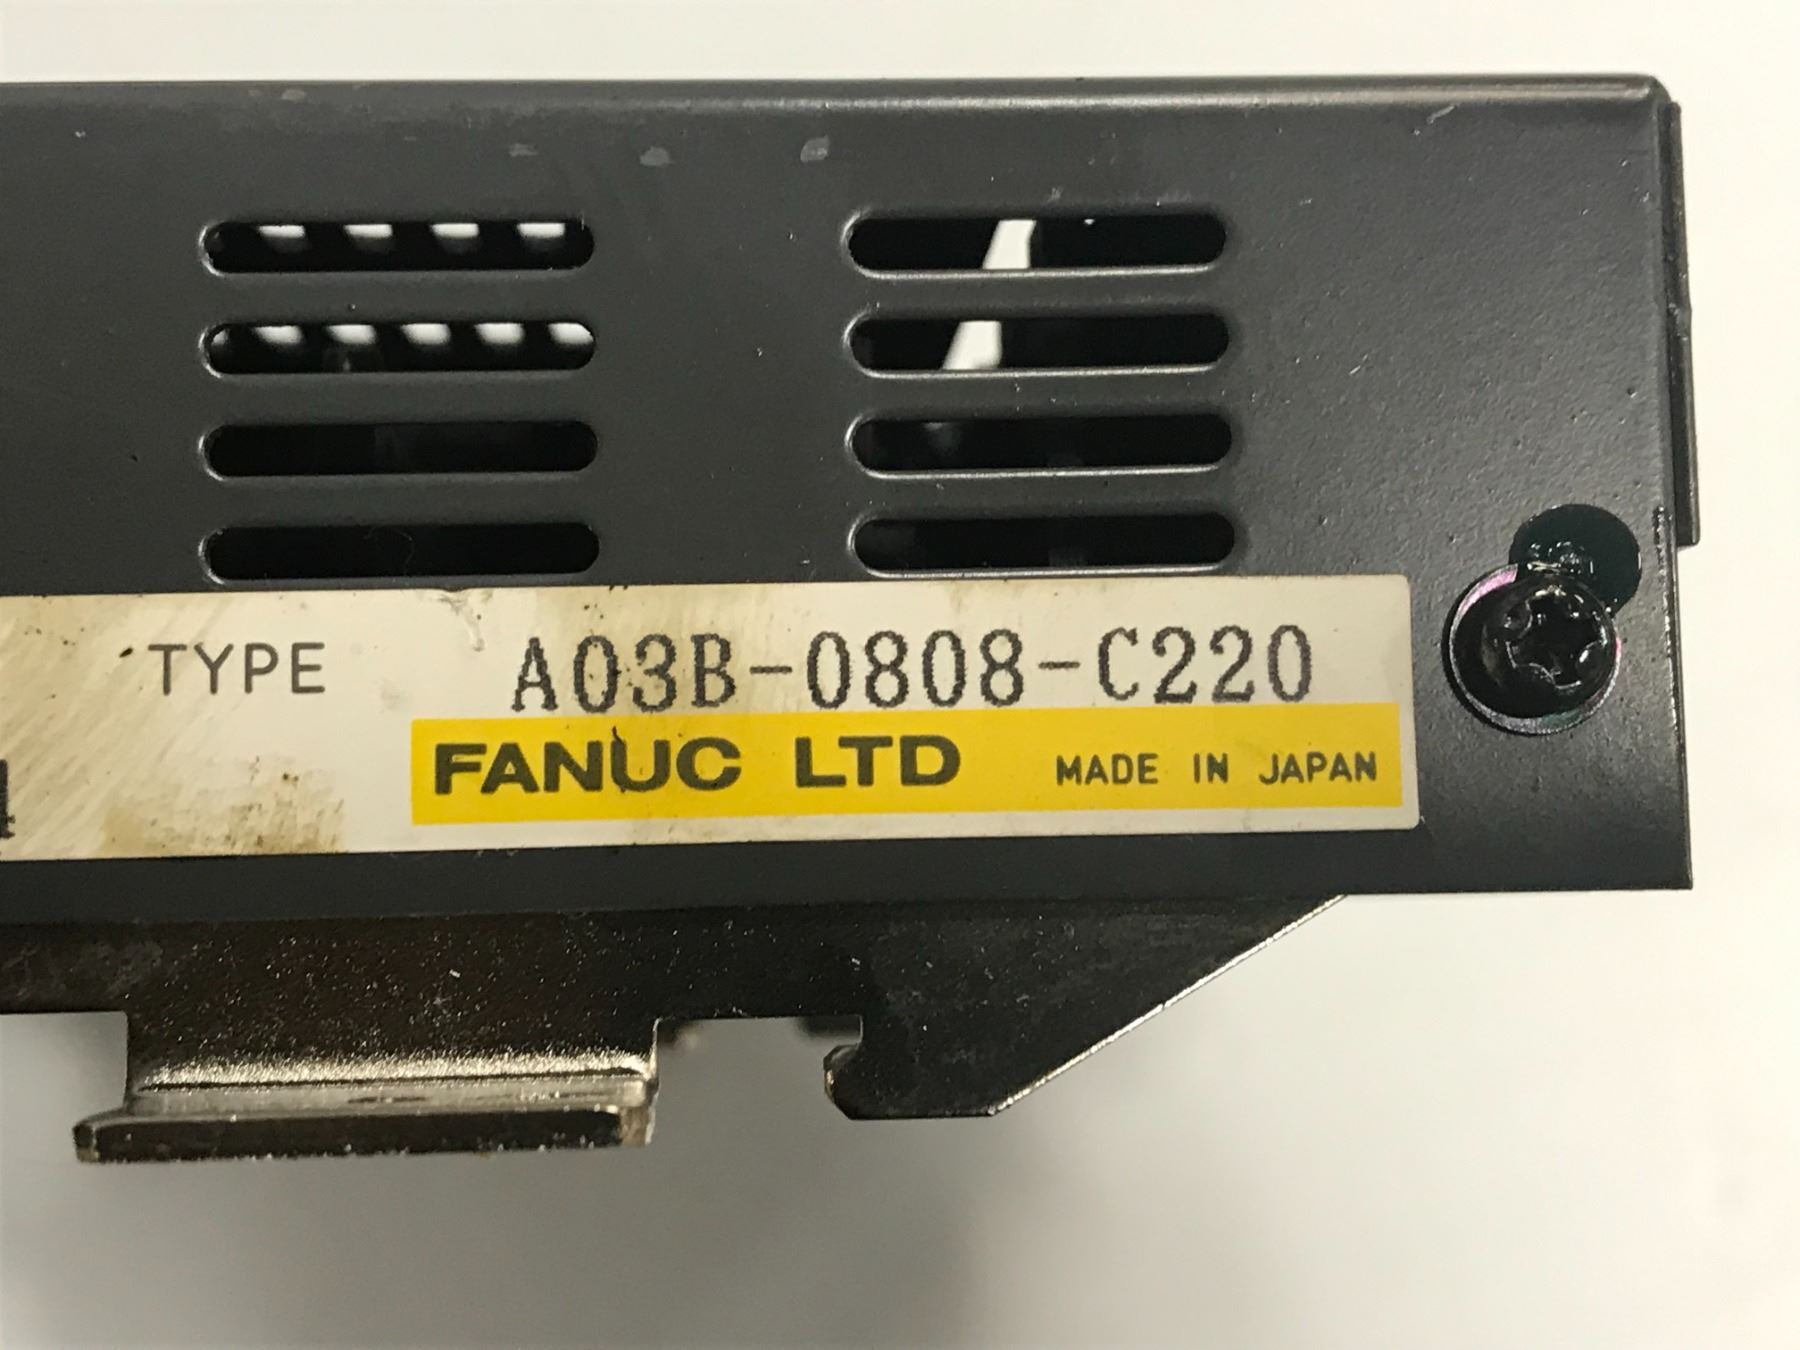 TYPE A03B-0808-C220
FANUC LTD MADE IN JAPAN